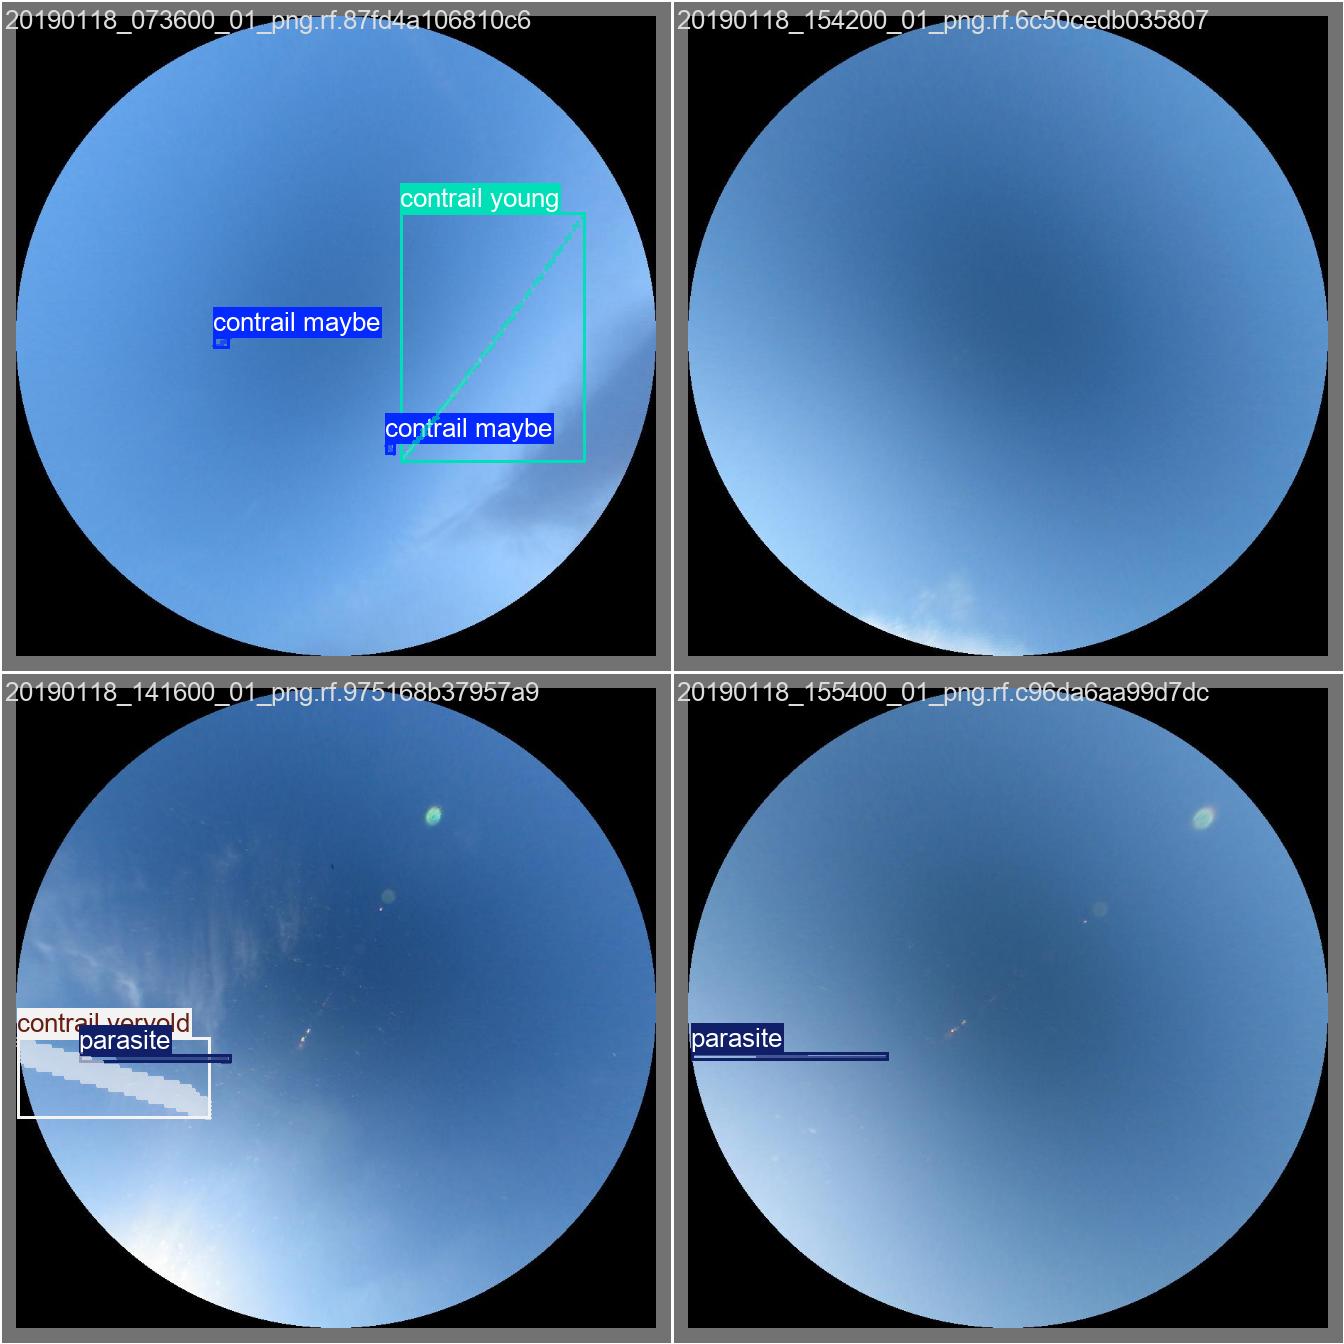 20190118_073600_01_png.rf.87fd4a106810c6
20190118_154200_01_png.rf.6c50cedb035807
contrail young
contrail maybe
contrail maybe
20190118_141600_01_png.rf.975168b37957a9
20190118_155400_01_png.rf.c96da6aa99d7dc
contrail veryold
parasite
parasite